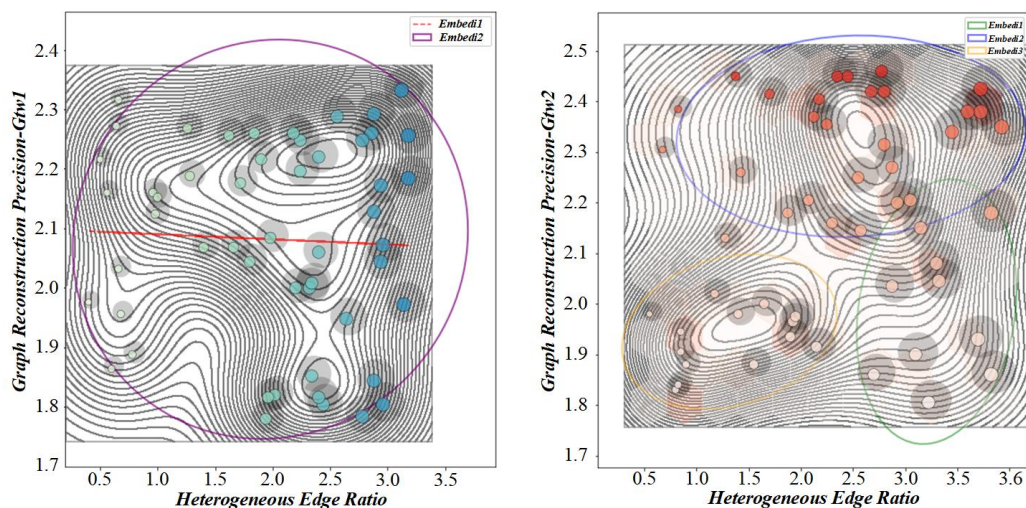 Embedi1
Embedi2
2.4
2.3
2.2
2.1
2.0
1.9
1.8
1.7
Graph Reconstruction Precision-Gtw1
0.5 1.0 1.5 2.0 2.5 3.0 3.5
Heterogeneous Edge Ratio
Embedi1
Embedi2
Embedi3
2.5
2.4
2.3
2.2
2.1
2.0
1.9
1.8
1.7
Graph Reconstruction Precision-Gtw2
0.5 1.0 1.5 2.0 2.5 3.0 3.5 3.6
Heterogeneous Edge Ratio